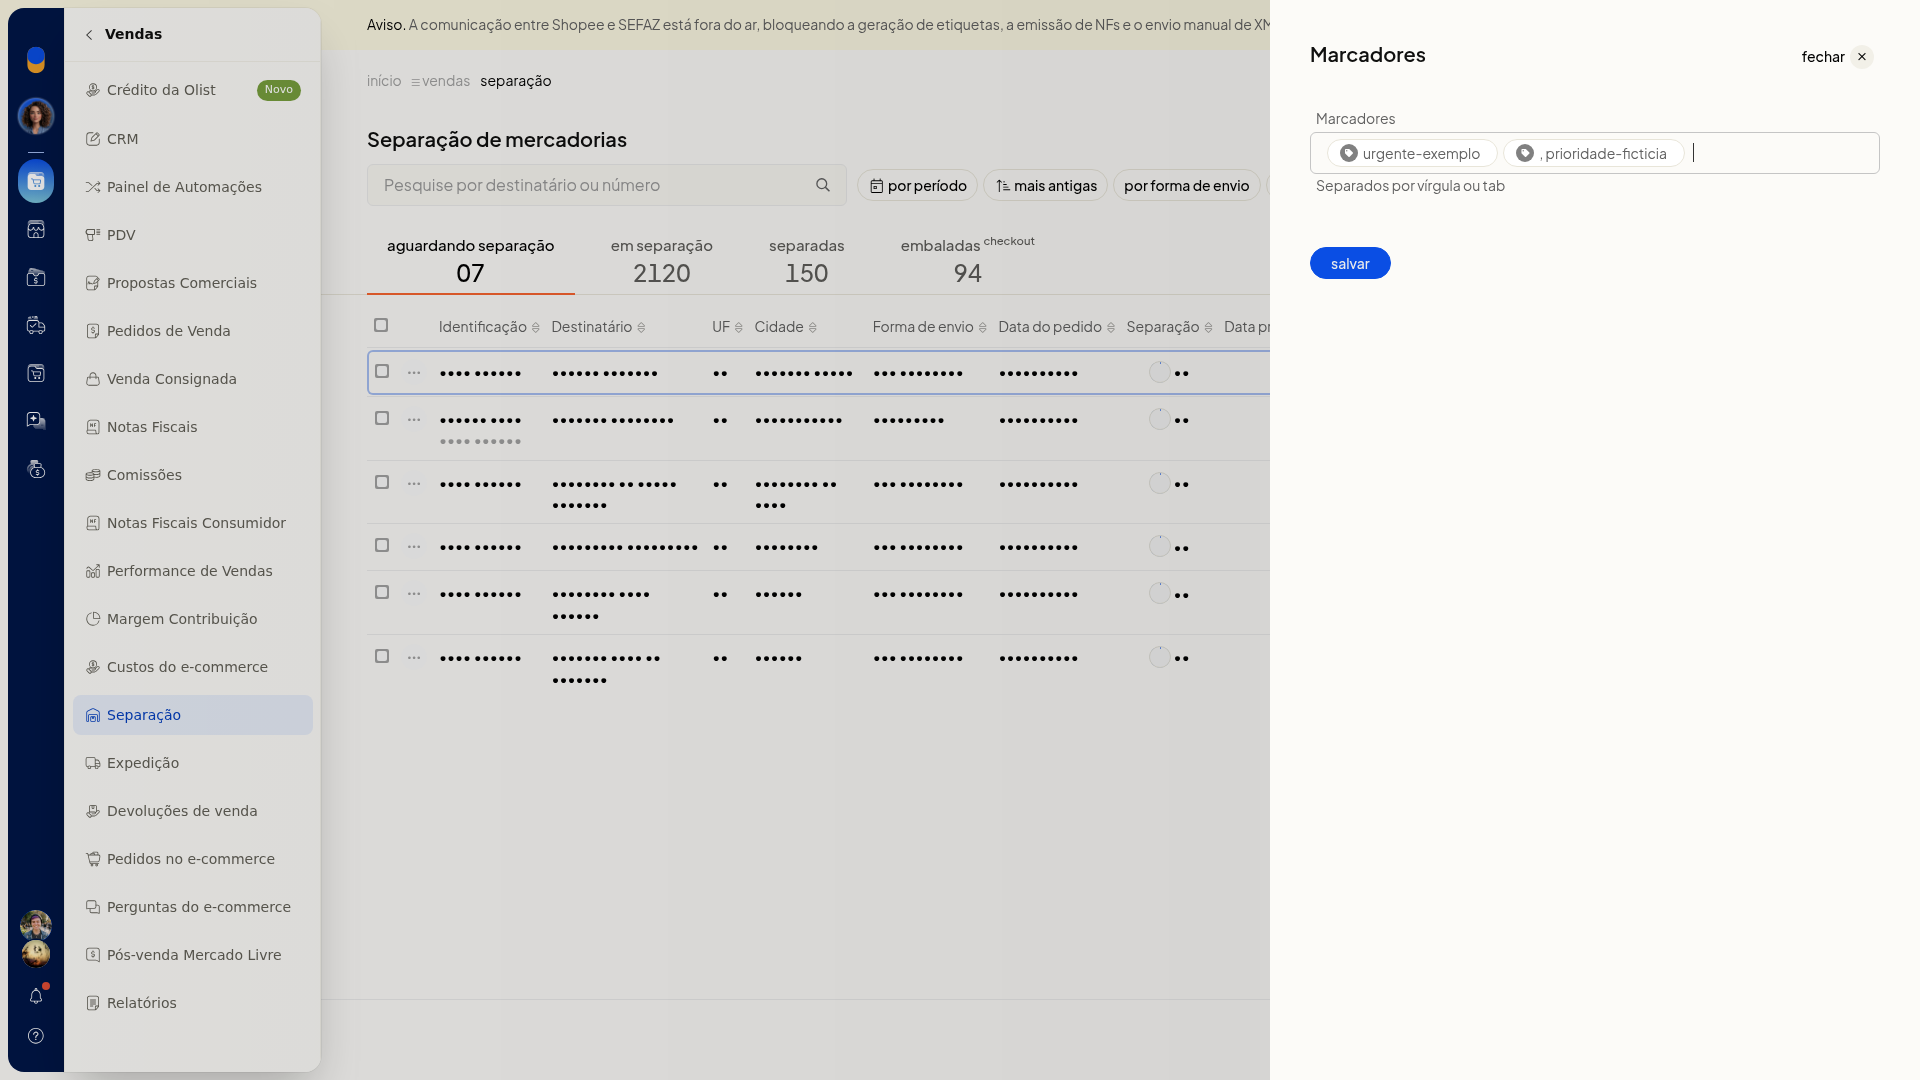 Vendas
Crédito da Olist Novo
CRM
Painel de Automações
PDV
Propostas Comerciais
Pedidos de Venda
Venda Consignada
Notas Fiscais
Comissões
Notas Fiscais Consumidor
Performance de Vendas
Margem Contribuição
Custos do e-commerce
Separação
Expedição
Devoluções de venda
Pedidos no e-commerce
Perguntas do e-commerce
Pós-venda Mercado Livre
Relatórios
Aviso. A comunicação entre Shopee e SEFAZ está fora do ar, bloqueando a geração de etiquetas, a emissão de NFs e o envio manual de XM
início vendas separação
Separação de mercadorias
Pesquise por destinatário ou número
por período mais antigas por forma de envio
aguardando separação em separação separadas embaladas checkout
07 2120 150 94
Identificação Destinatário UF Cidade Forma de envio Data do pedido Separação Data pr
Marcadores
fechar
Marcadores
urgente-exemplo , prioridade-ficticia
Separados por vírgula ou tab
salvar